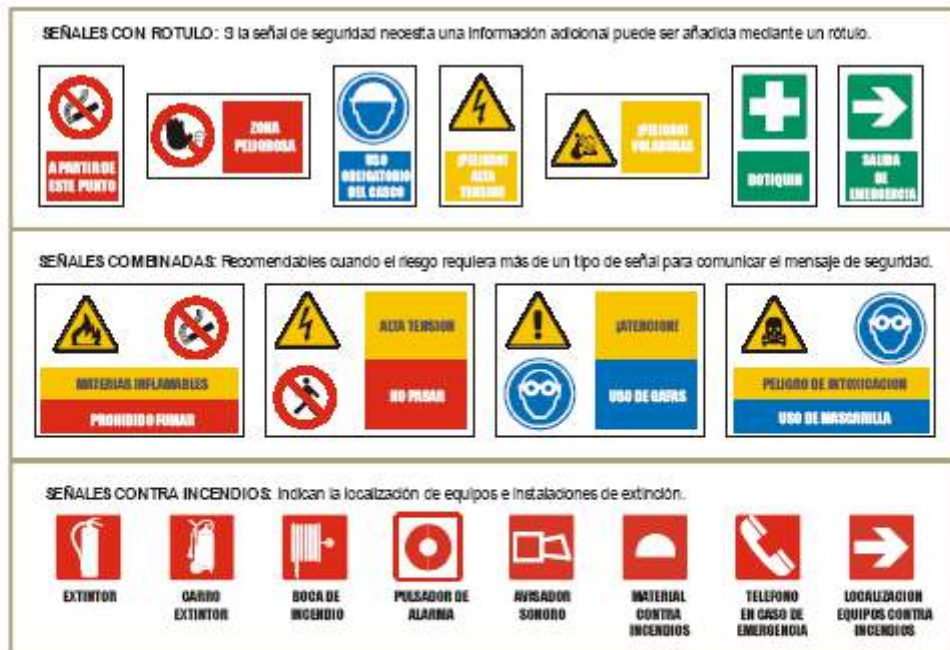 SEÑALES CON ROTULO: Si la señal de seguridad necesita una información adicional puede ser añadida mediante un rótulo.
A PARTIR DE
ESTE PUNTO
ZONA
PELIGROSA
USO
OBLIGATORIO
DEL CASCO
¡PELIGRO!
ALTA
TENSION
¡PELIGRO!
VOLADURAS
BOTIQUIN
SALIDA
DE
EMERGENCIA
SEÑALES COMBINADAS: Recomendables cuando el riesgo requiera más de un tipo de señal para comunicar el mensaje de seguridad.
MATERIAS INFLAMABLES
PROHIBIDO FUMAR
ALTA TENSION
NO PASAR
¡ATENCION!
USO DE GAFAS
PELIGRO DE INTOXICACION
USO DE MASCARILLA
SEÑALES CONTRA INCENDIOS: Indican la localización de equipos e instalaciones de extinción.
EXTINTOR
CARRO
EXTINTOR
BOCA DE
INCENDIO
PULSADOR DE
ALARMA
AVISADOR
SONORO
MATERIAL
CONTRA
INCENDIOS
TELEFONO
EN CASO DE
EMERGENCIA
LOCALIZACION
EQUIPOS CONTRA
INCENDIOS